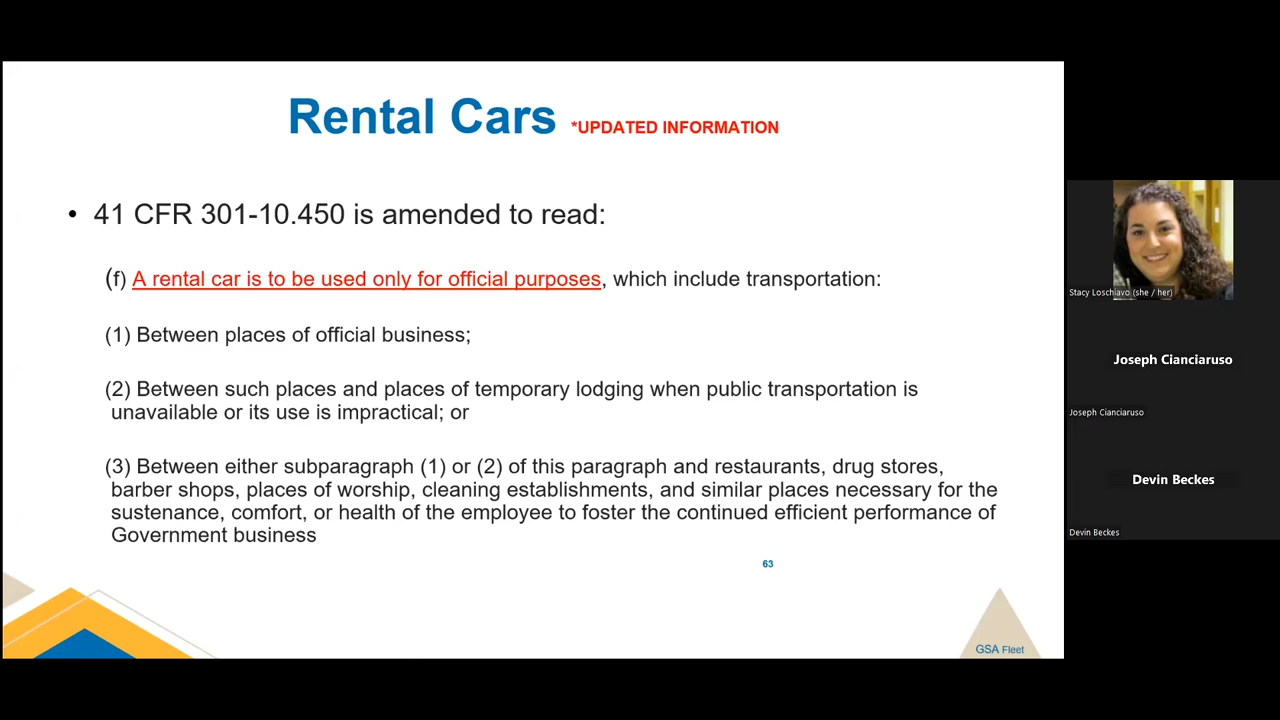 Rental Cars *UPDATED INFORMATION
• 41 CFR 301-10.450 is amended to read:
(f) A rental car is to be used only for official purposes, which include transportation:
(1) Between places of official business;
(2) Between such places and places of temporary lodging when public transportation is
unavailable or its use is impractical; or
(3) Between either subparagraph (1) or (2) of this paragraph and restaurants, drug stores,
barber shops, places of worship, cleaning establishments, and similar places necessary for the
sustenance, comfort, or health of the employee to foster the continued efficient performance of
Government business
63
GSA Fleet
Stacy Loschiavo (she / her)
Joseph Cianciaruso
Joseph Cianciaruso
Devin Beckes
Devin Beckes